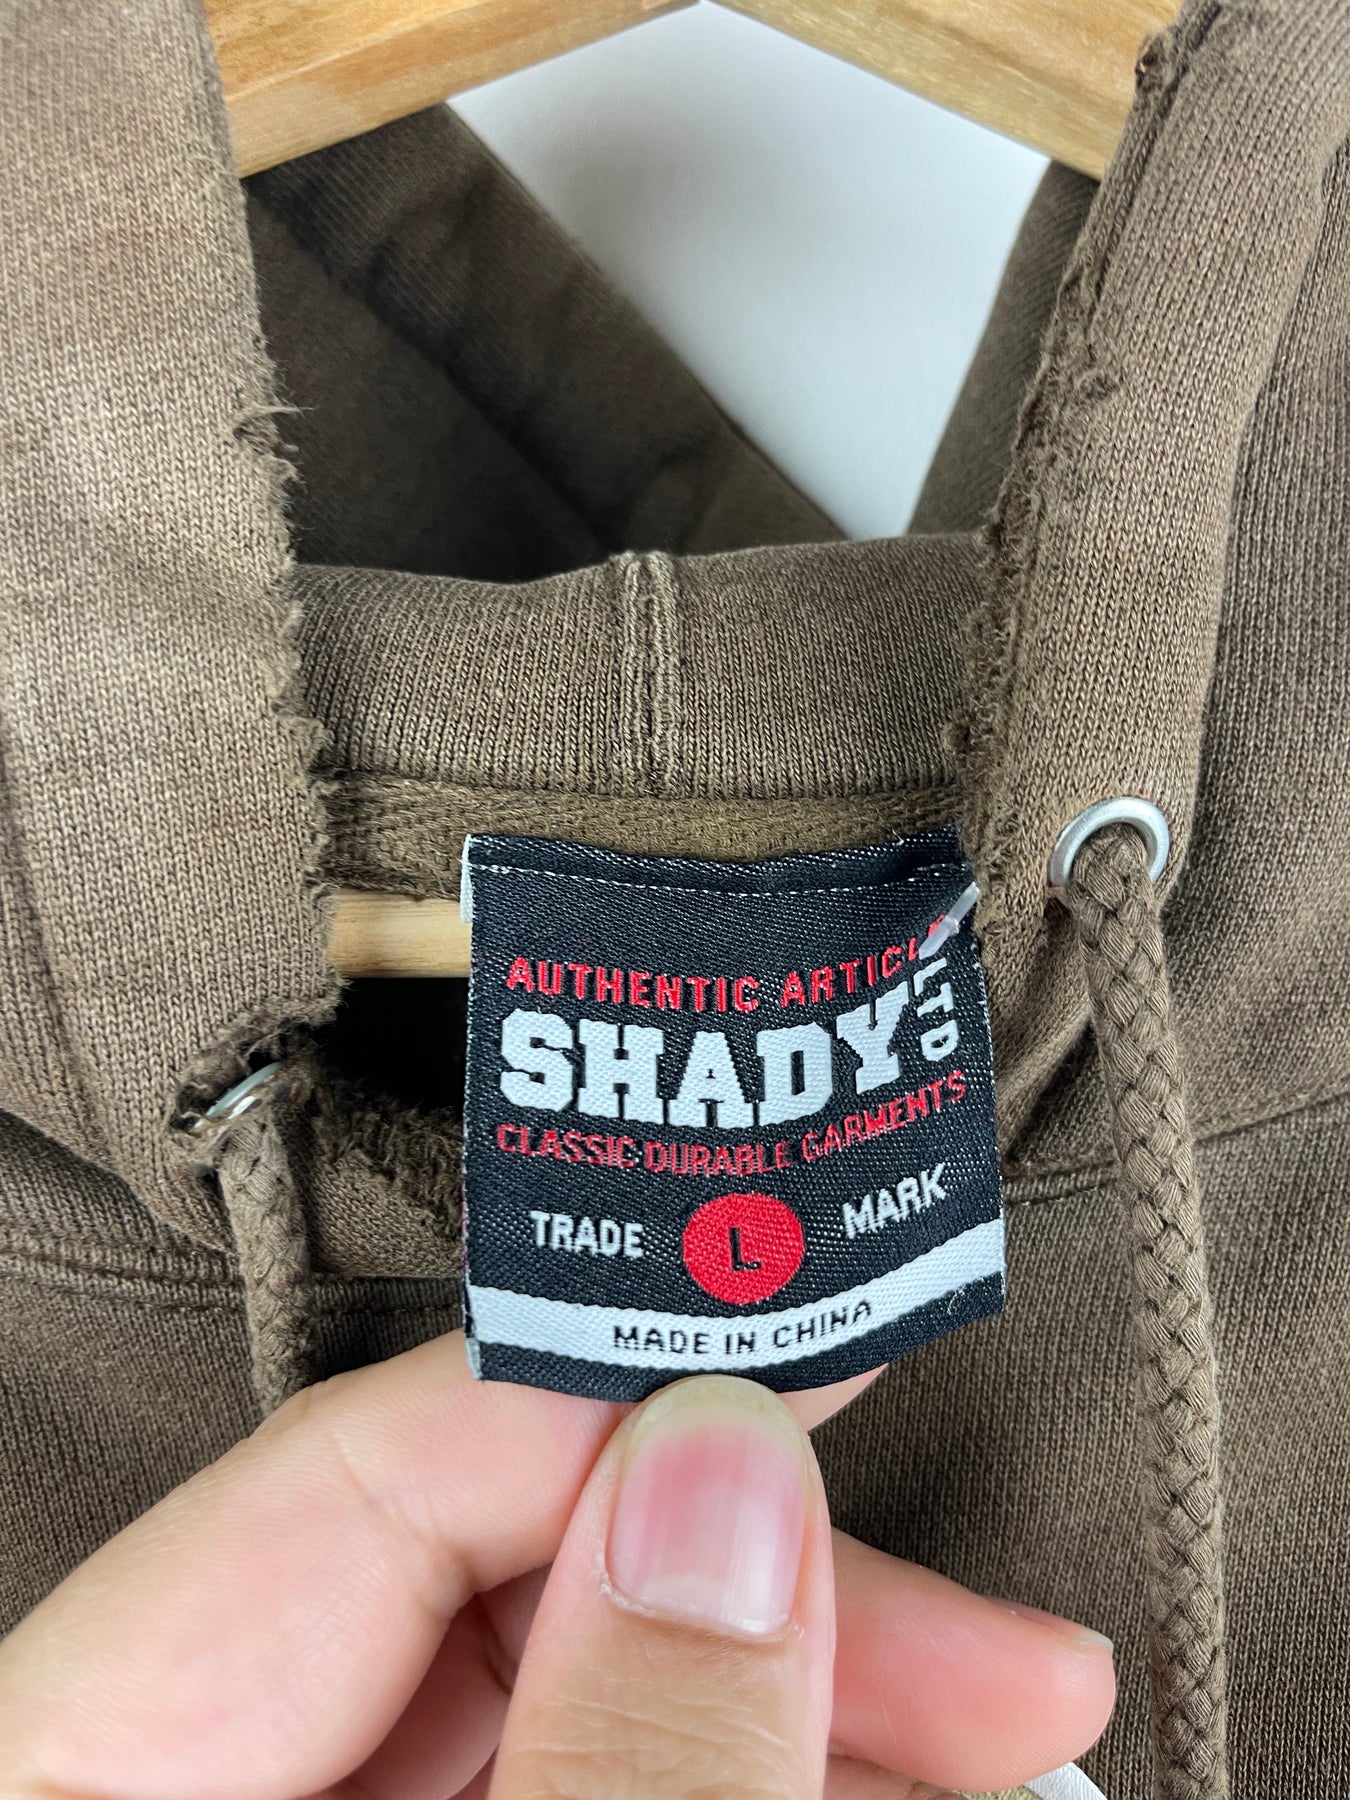 AUTHENTIC ARTICLE
SHADY LTD
CLASSIC DURABLE GARMENTS
TRADE L MARK
MADE IN CHINA